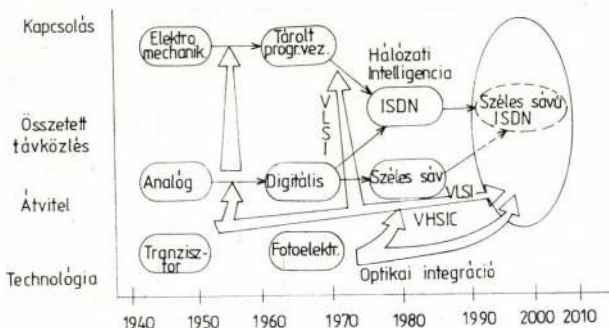 Kapcsolás
Elektro
mechanik
Tárolt
progr.vez.
Hálózati
Intelligencia
ISDN
Széles sávú
ISDN
Összetett
távközlés
VLSI
Analóg
Digitális
Széles sáv
Átvitel
VLSI
VHSIC
Tranzisz-
tor
Fotoelektr.
Optikai integráció
Technológia
1940
1950
1960
1970
1975
1980
1990
2000
2010